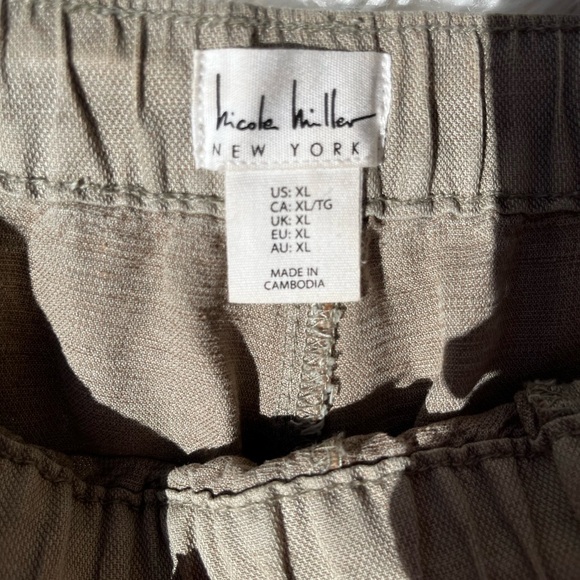 nicole miller
NEW YORK
US: XL
CA: XL/TG
UK: XL
EU: XL
AU: XL
MADE IN
CAMBODIA